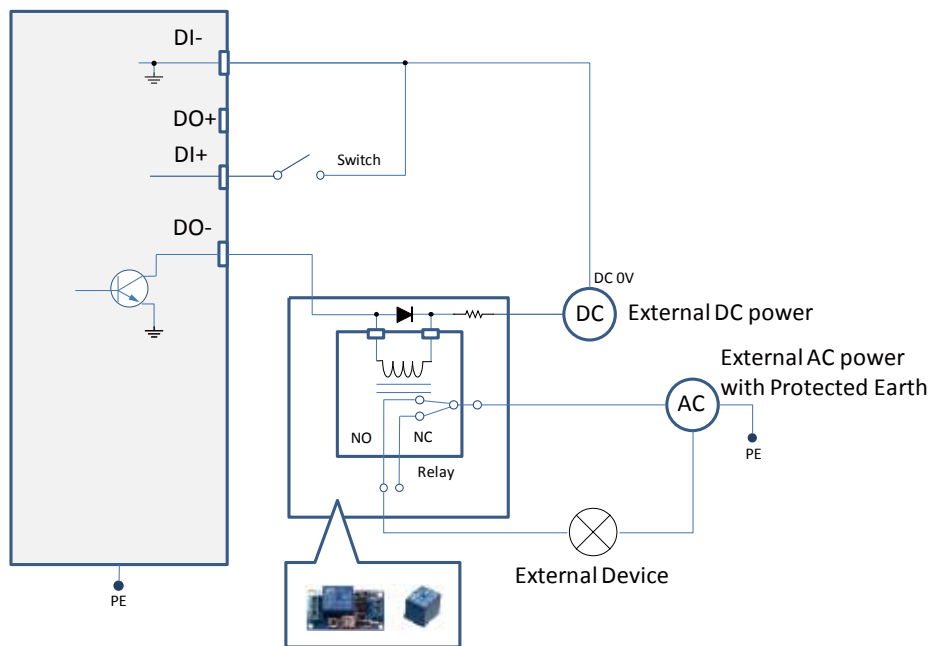 DI-
DO+
DI+
Switch
DO-
DC 0V
DC
External DC power
External AC power
with Protected Earth
AC
PE
NO
NC
Relay
External Device
PE